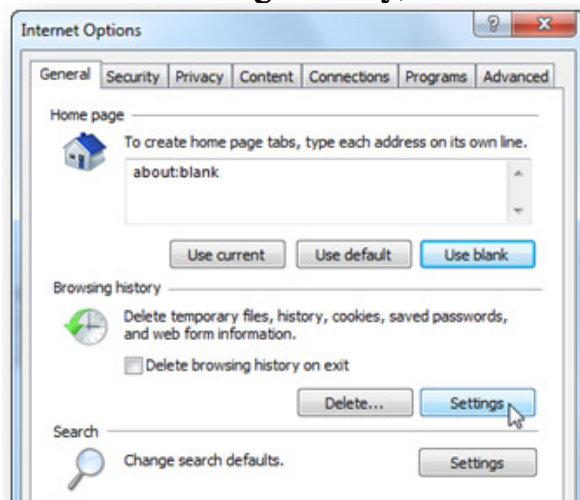 Internet Options
General Security Privacy Content Connections Programs Advanced
Home page
To create home page tabs, type each address on its own line.
about:blank
Use current Use default Use blank
Browsing history
Delete temporary files, history, cookies, saved passwords,
and web form information.
Delete browsing history on exit
Delete... Settings
Search
Change search defaults.
Settings